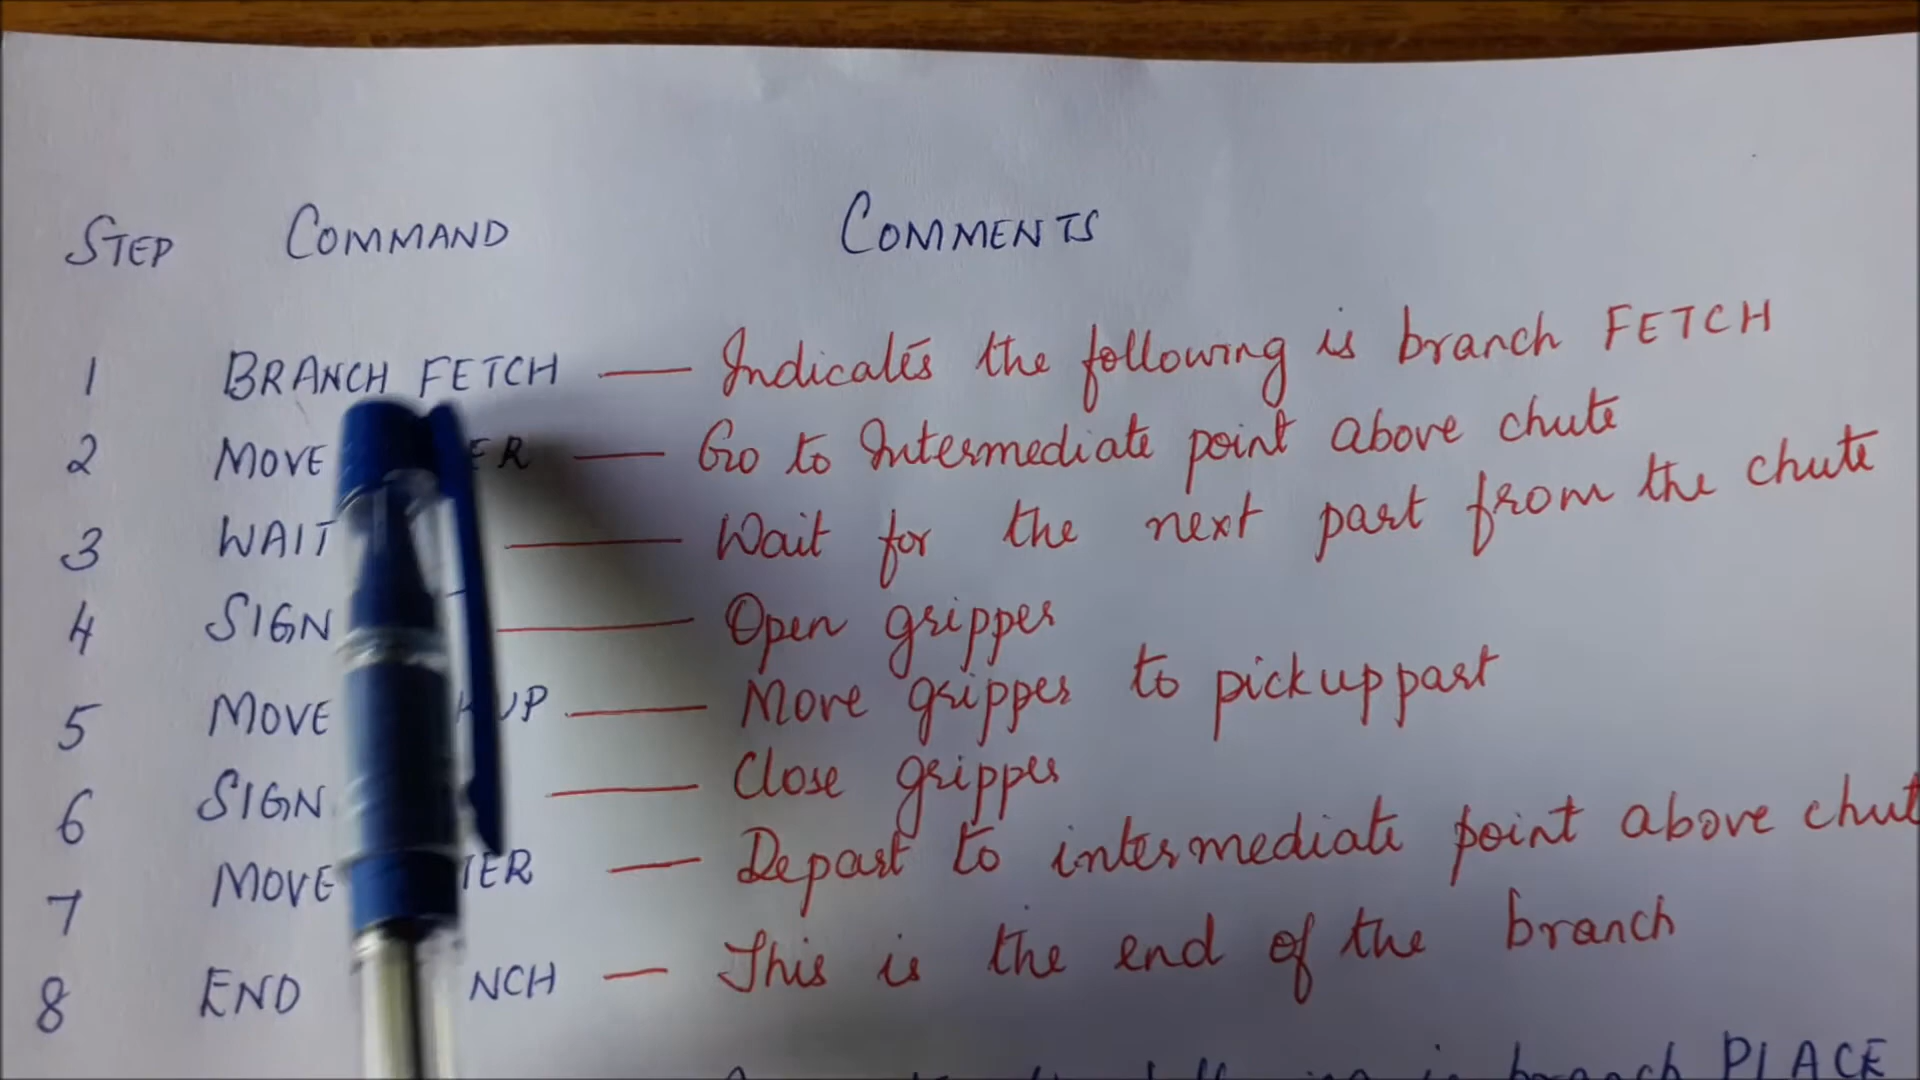 STEP COMMAND COMMENTS
1 BRANCH FETCH — Indicates the following is branch FETCH
2 MOVE ER — Go to Intermediate point above chute
3 WAIT — Wait for the next part from the chute
4 SIGN — Open gripper
5 MOVE UP — Move gripper to pickup part
6 SIGN — Close gripper
7 MOVE TER — Depart to intermediate point above chut
8 END NCH — This is the end of the branch
branch PLACE